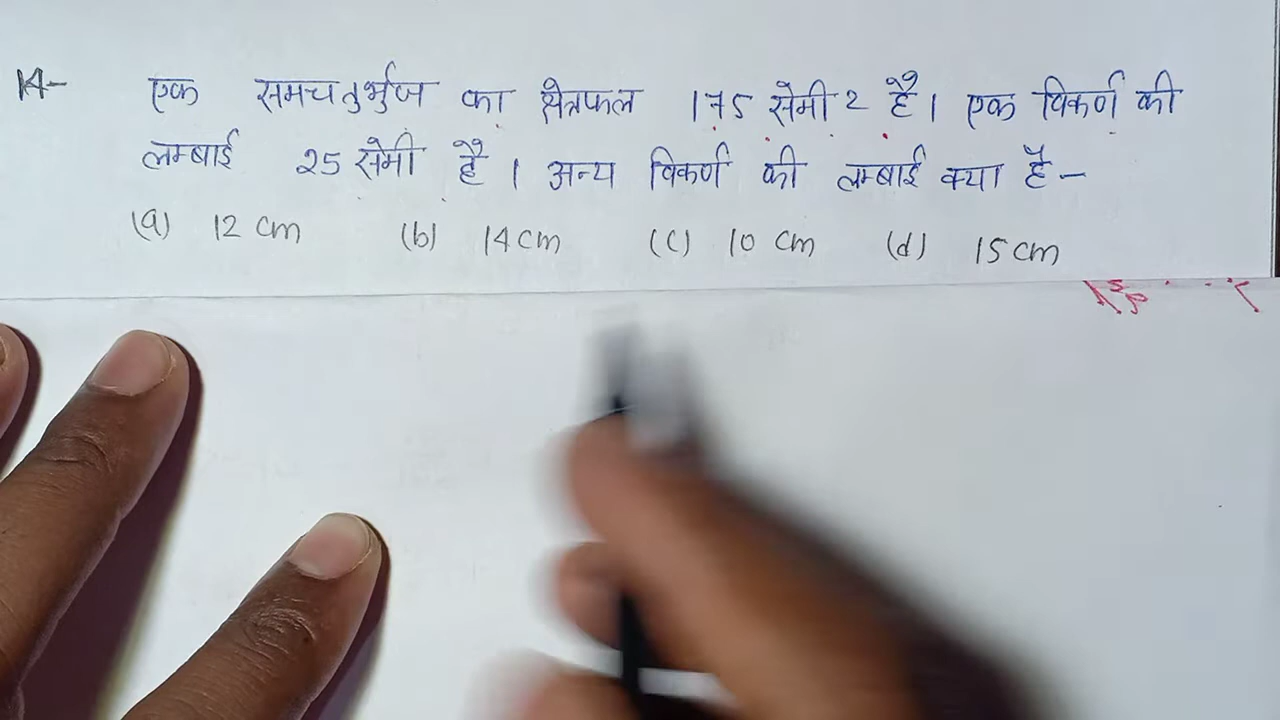 14- एक समचतुर्भुज का क्षेत्रफल 175 सेमी 2 है। एक विकर्ण की
लम्बाई 25 सेमी है । अन्य विकर्ण की लम्बाई क्या है -
(a) 12 cm (b) 14 cm (c) 10 cm (d) 15 cm